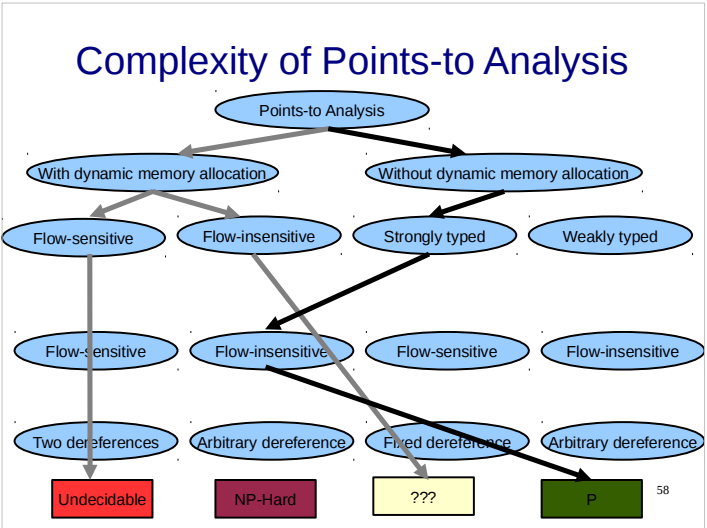 Complexity of Points-to Analysis
Points-to Analysis
With dynamic memory allocation
Without dynamic memory allocation
Flow-sensitive
Flow-insensitive
Strongly typed
Weakly typed
Flow-sensitive
Flow-insensitive
Flow-sensitive
Flow-insensitive
Two dereferences
Arbitrary dereference
Fixed dereference
Arbitrary dereference
Undecidable
NP-Hard
???
P
58